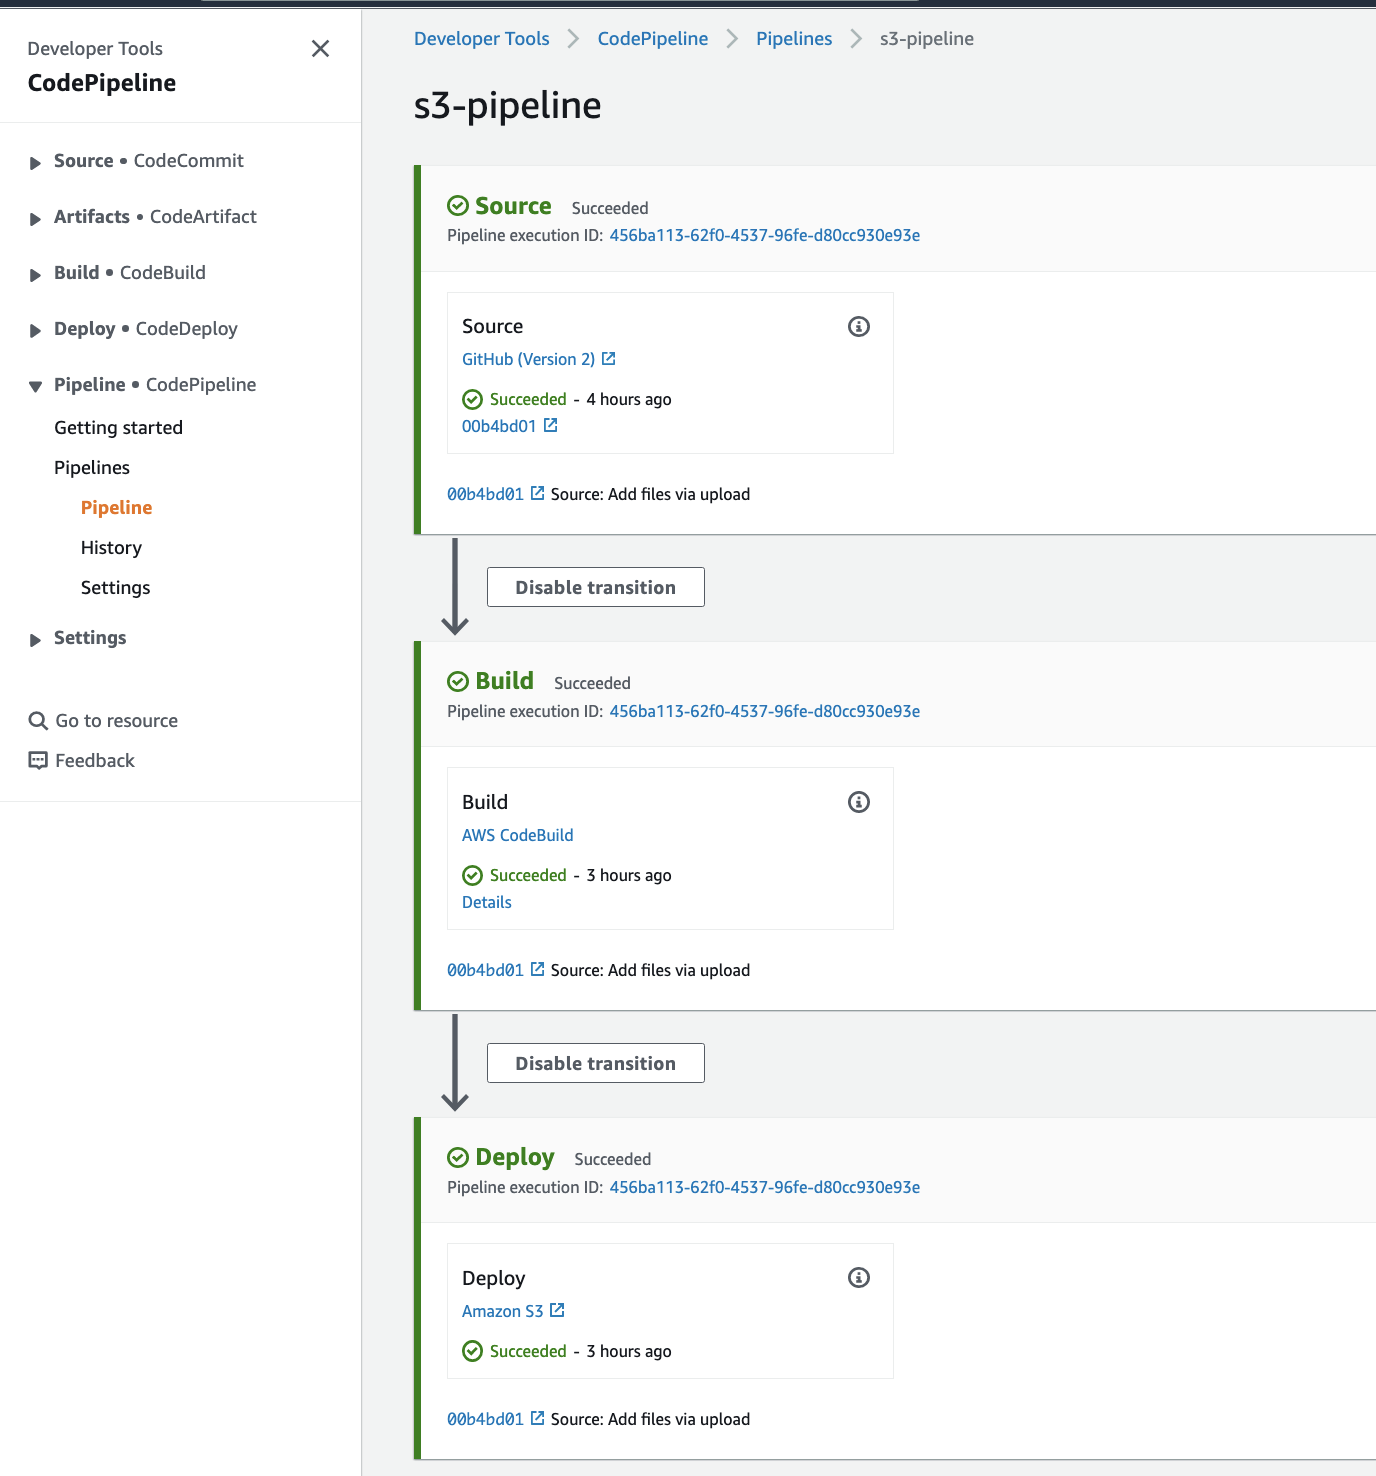 Developer Tools
CodePipeline
Source • CodeCommit
Artifacts • CodeArtifact
Build • CodeBuild
Deploy • CodeDeploy
Pipeline • CodePipeline
Getting started
Pipelines
Pipeline
History
Settings
Settings
Go to resource
Feedback
Developer Tools > CodePipeline > Pipelines > s3-pipeline
s3-pipeline
Source Succeeded
Pipeline execution ID: 456ba113-62f0-4537-96fe-d80cc930e93e
Source
GitHub (Version 2)
Succeeded - 4 hours ago
00b4bd01
00b4bd01 Source: Add files via upload
Disable transition
Build Succeeded
Pipeline execution ID: 456ba113-62f0-4537-96fe-d80cc930e93e
Build
AWS CodeBuild
Succeeded - 3 hours ago
Details
00b4bd01 Source: Add files via upload
Disable transition
Deploy Succeeded
Pipeline execution ID: 456ba113-62f0-4537-96fe-d80cc930e93e
Deploy
Amazon S3
Succeeded - 3 hours ago
00b4bd01 Source: Add files via upload